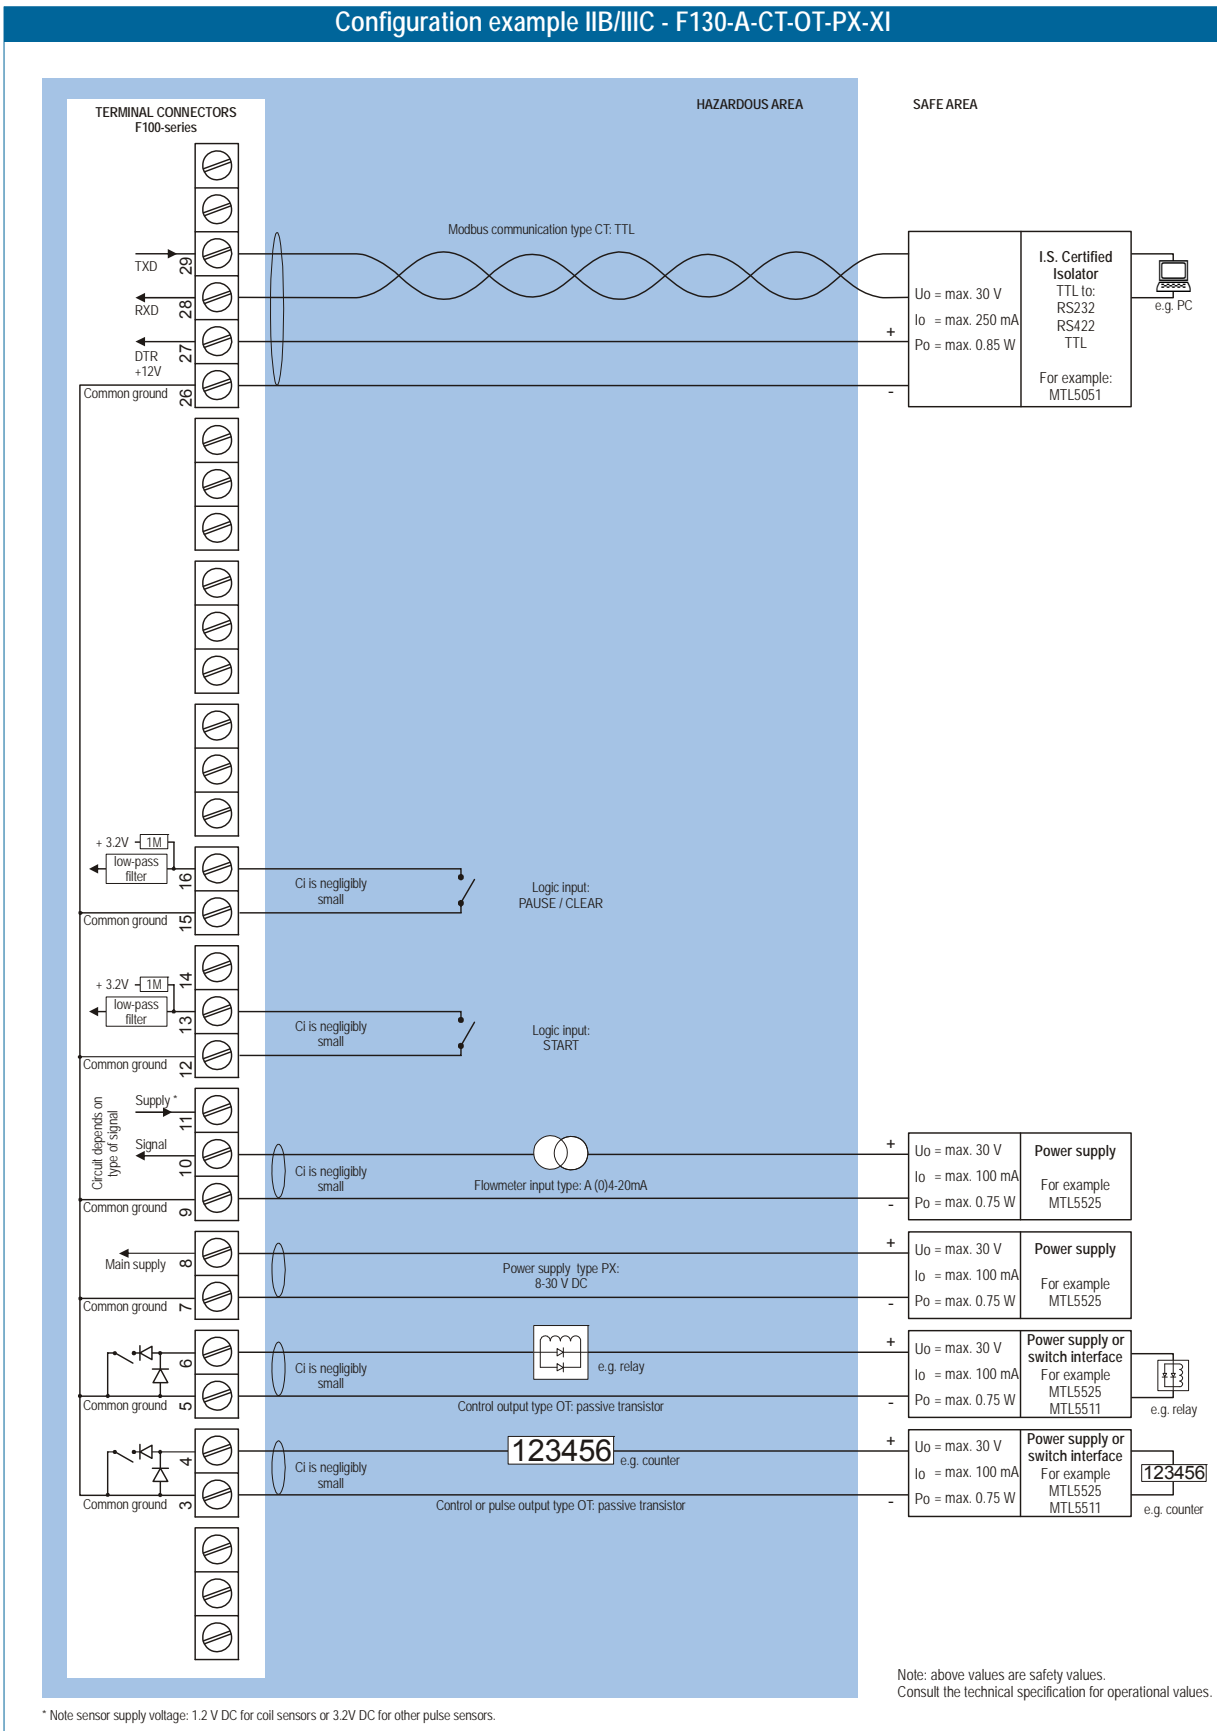 Configuration example IIB/IIIC - F130-A-CT-OT-PX-XI
HAZARDOUS AREA
SAFE AREA
TERMINAL CONNECTORS
F100-series
Modbus communication type CT: TTL
TXD
29
RXD
28
DTR
+12V
27
Common ground
26
+
-
Uo = max. 30 V
Io = max. 250 mA
Po = max. 0.85 W
I.S. Certified
Isolator
TTL to:
RS232
RS422
TTL
For example:
MTL5051
e.g. PC
+ 3.2V
1M
low-pass
filter
16
Common ground
15
Ci is negligibly
small
Logic input:
PAUSE / CLEAR
14
+ 3.2V
1M
low-pass
filter
13
Common ground
12
Ci is negligibly
small
Logic input:
START
Circuit depends on
type of signal
Supply *
11
Signal
10
Common ground
9
Ci is negligibly
small
Flowmeter input type: A (0)4-20mA
+
-
Uo = max. 30 V
Io = max. 100 mA
Po = max. 0.75 W
Power supply
For example
MTL5525
Main supply
8
Common ground
7
Power supply type PX:
8-30 V DC
+
-
Uo = max. 30 V
Io = max. 100 mA
Po = max. 0.75 W
Power supply
For example
MTL5525
6
Common ground
5
Ci is negligibly
small
e.g. relay
Control output type OT: passive transistor
+
-
Uo = max. 30 V
Io = max. 100 mA
Po = max. 0.75 W
Power supply or
switch interface
For example
MTL5525
MTL5511
e.g. relay
4
Common ground
3
Ci is negligibly
small
123456
e.g. counter
Control or pulse output type OT: passive transistor
+
-
Uo = max. 30 V
Io = max. 100 mA
Po = max. 0.75 W
Power supply or
switch interface
For example
MTL5525
MTL5511
123456
e.g. counter
Note: above values are safety values.
Consult the technical specification for operational values.
* Note sensor supply voltage: 1.2 V DC for coil sensors or 3.2V DC for other pulse sensors.